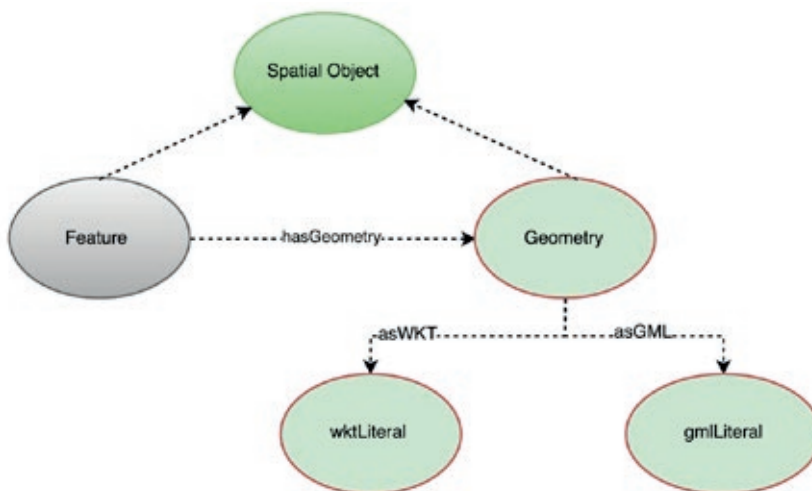 Spatial Object
Feature
hasGeometry
Geometry
asWKT
asGML
wktLiteral
gmlLiteral